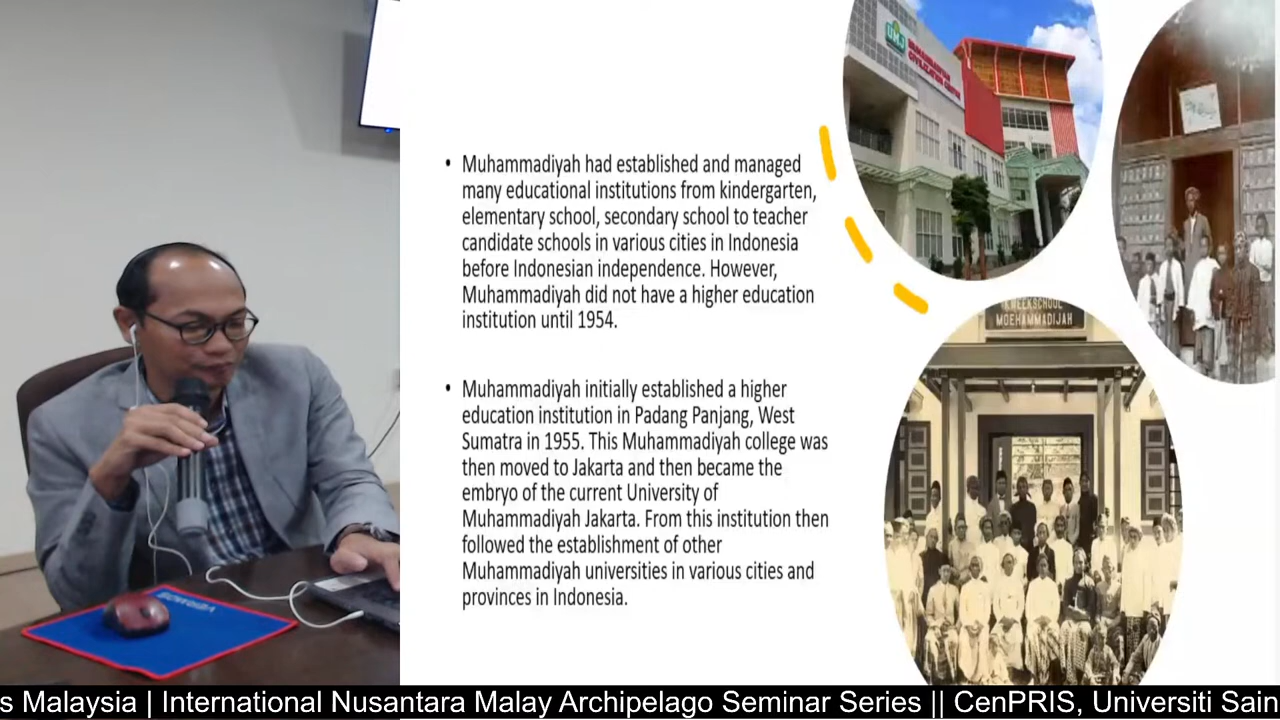 • Muhammadiyah had established and managed
many educational institutions from kindergarten,
elementary school, secondary school to teacher
candidate schools in various cities in Indonesia
before Indonesian independence. However,
Muhammadiyah did not have a higher education
institution until 1954.
• Muhammadiyah initially established a higher
education institution in Padang Panjang, West
Sumatra in 1955. This Muhammadiyah college was
then moved to Jakarta and then became the
embryo of the current University of
Muhammadiyah Jakarta. From this institution then
followed the establishment of other
Muhammadiyah universities in various cities and
provinces in Indonesia.
MOEHAMMADIJAH
s Malaysia | International Nusantara Malay Archipelago Seminar Series || CenPRIS, Universiti Sain